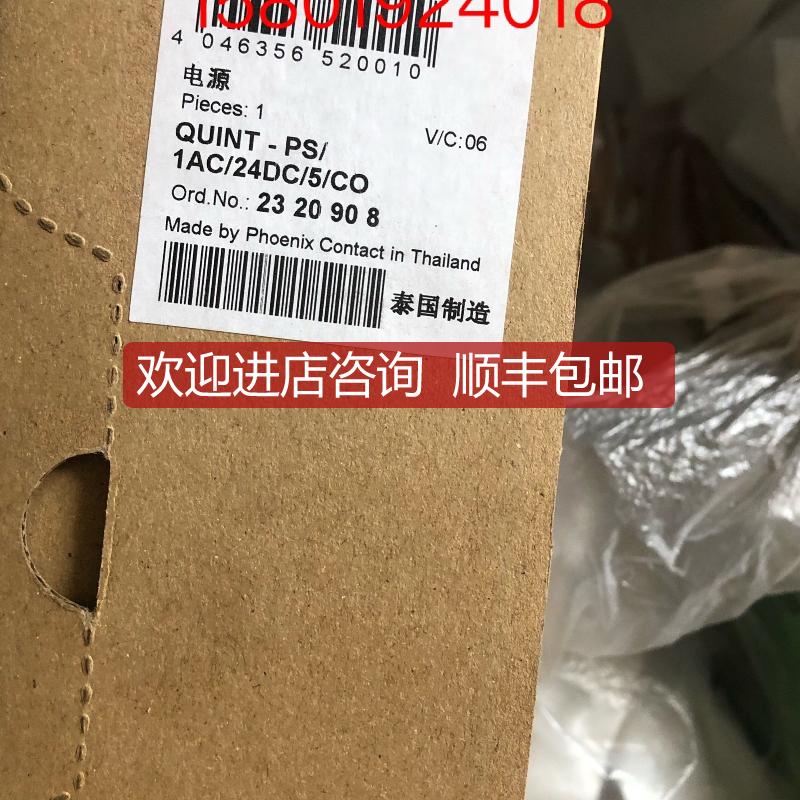 15801924018
4 046356 520010
电源
Pieces: 1
V/C:06
QUINT - PS/
1AC/24DC/5/CO
Ord.No.: 23 20 90 8
Made by Phoenix Contact in Thailand
泰国制造
欢迎进店咨询 顺丰包邮